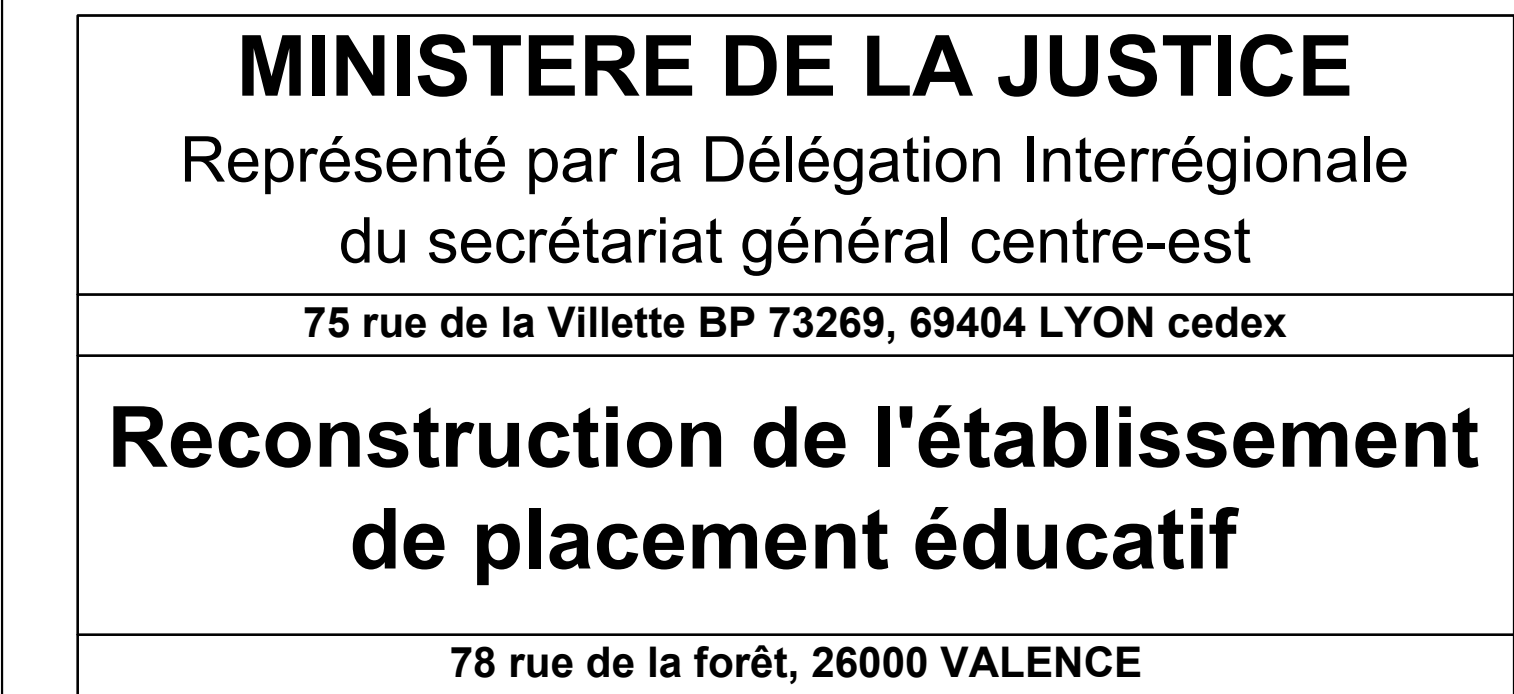 MINISTERE DE LA JUSTICE
Représenté par la Délégation Interrégionale
du secrétariat général centre-est
75 rue de la Villette BP 73269, 69404 LYON cedex
Reconstruction de l'établissement
de placement éducatif
78 rue de la forêt, 26000 VALENCE